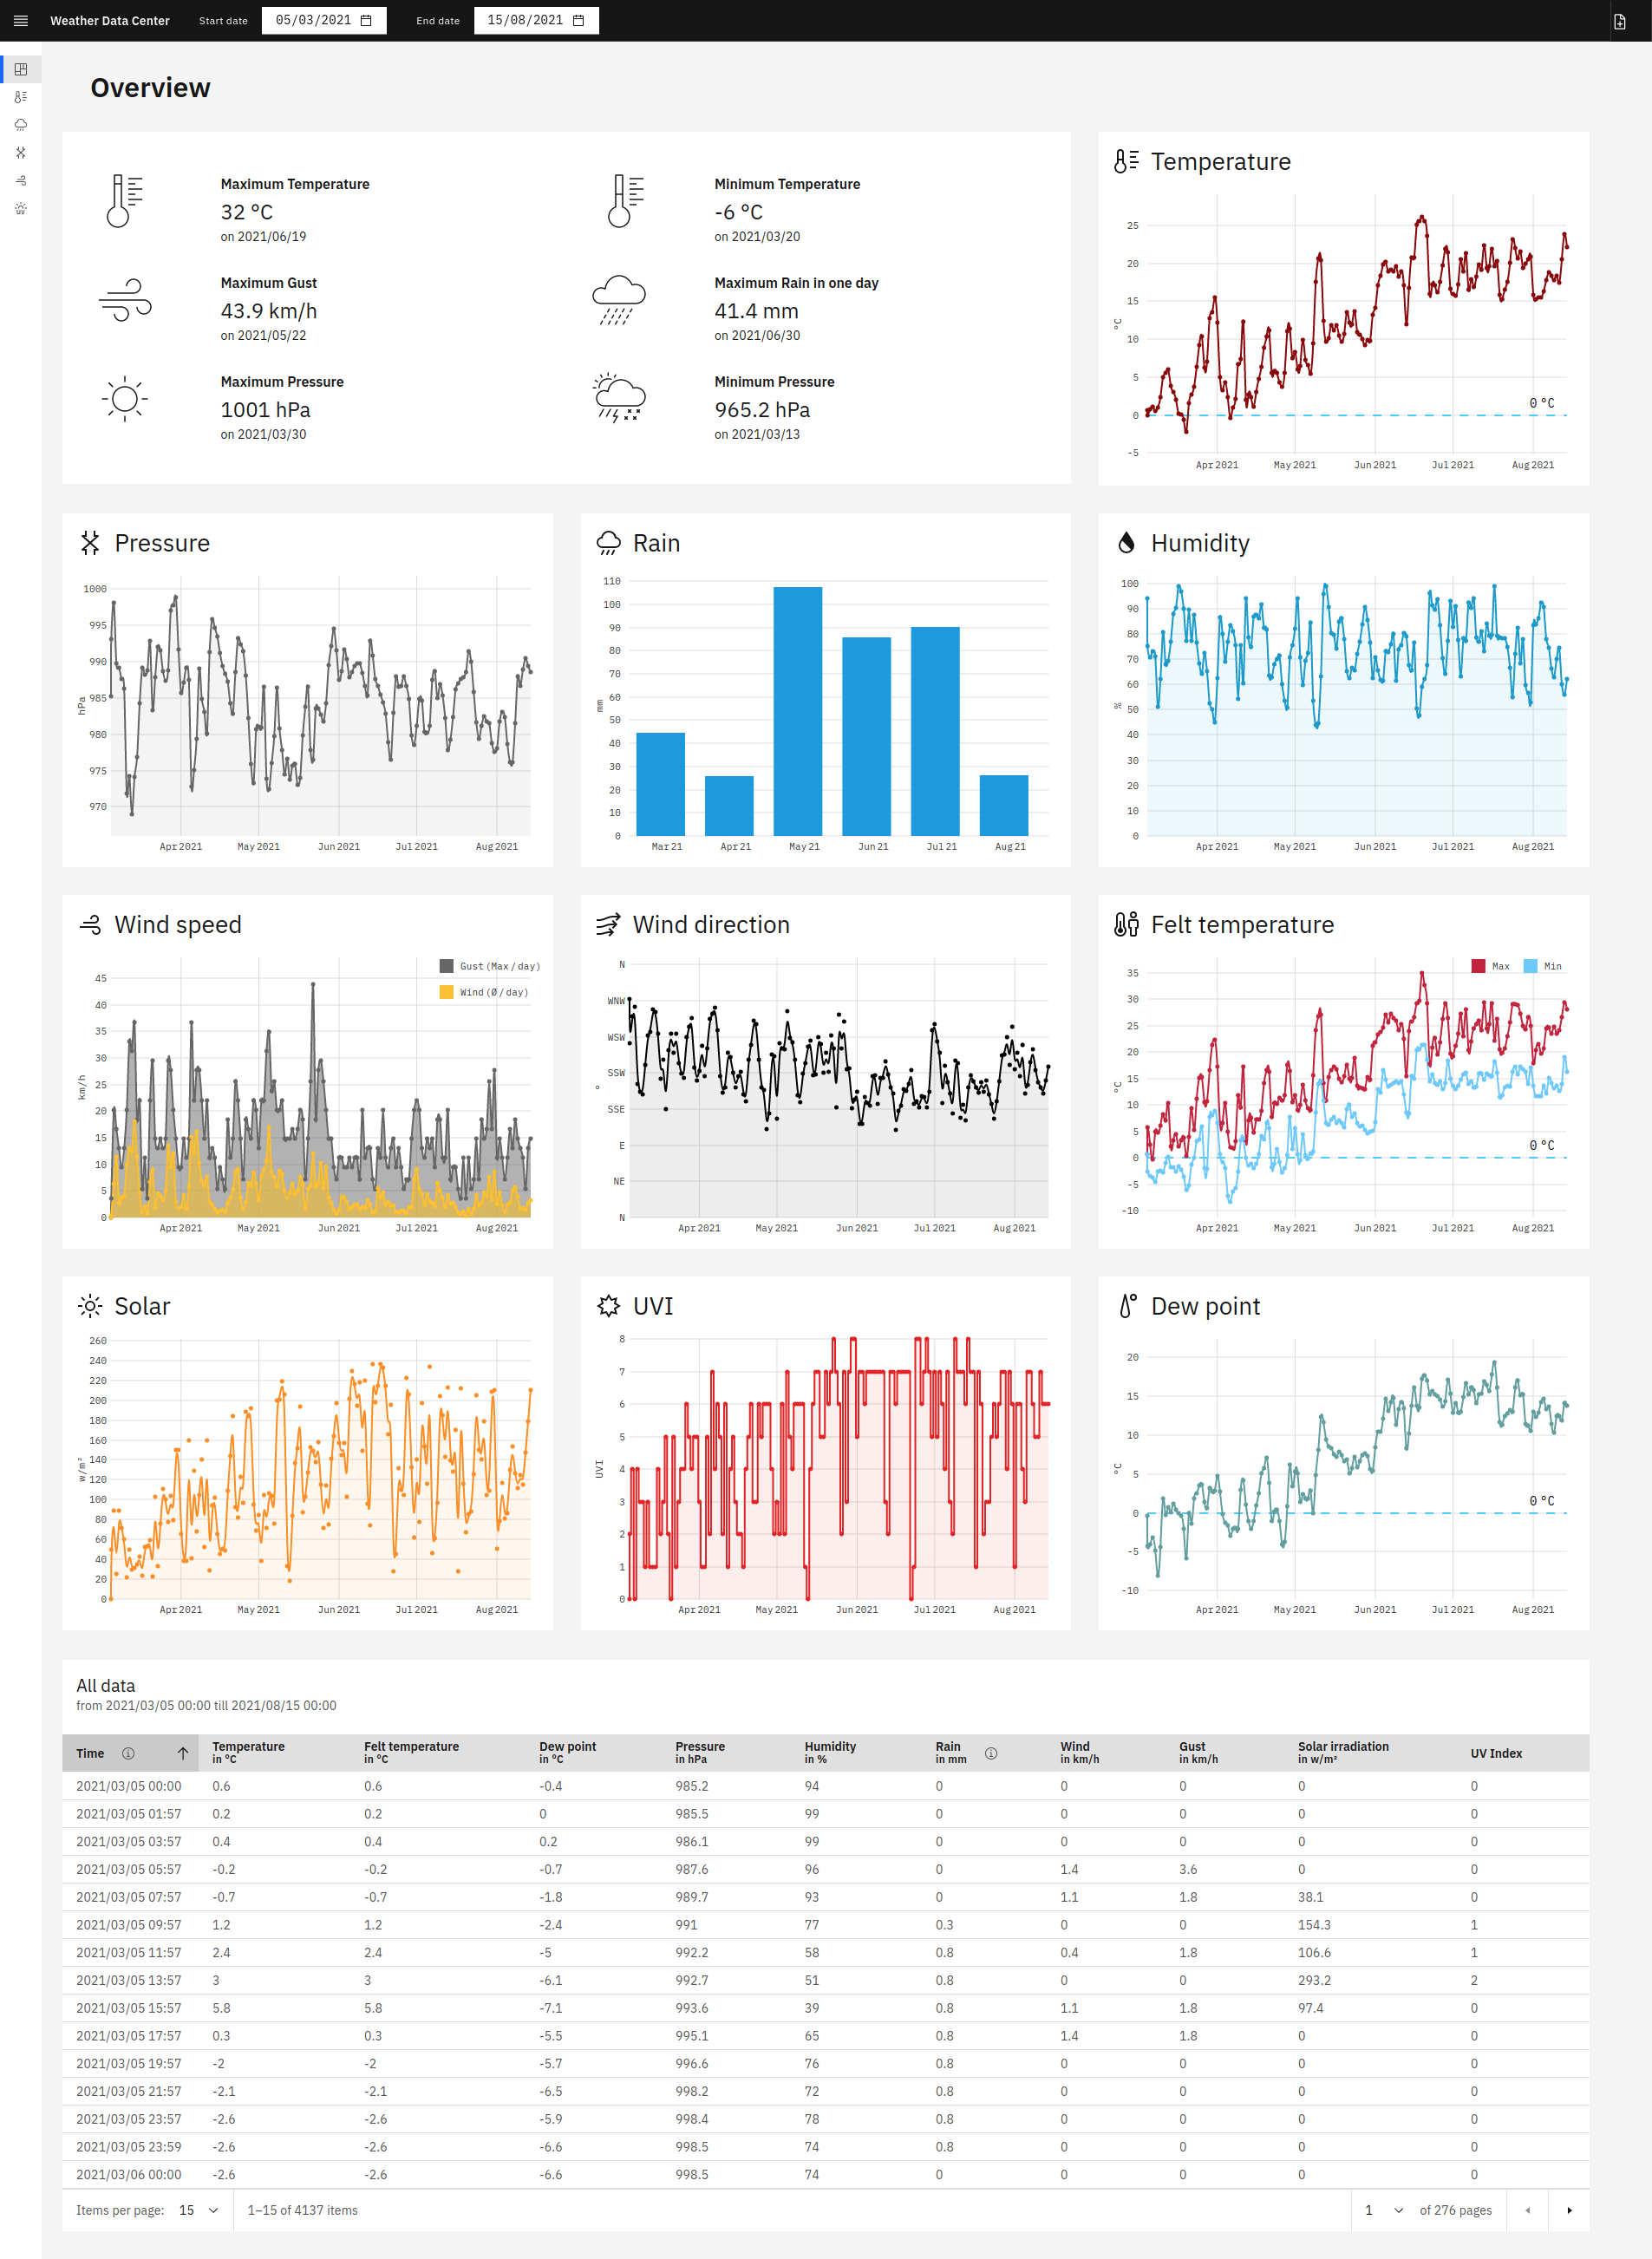 Weather Data Center
Start date 05/03/2021
End date 15/08/2021
Overview
Maximum Temperature
32 °C
on 2021/06/19
Minimum Temperature
-6 °C
on 2021/03/20
Maximum Gust
43.9 km/h
on 2021/05/22
Maximum Rain in one day
41.4 mm
on 2021/06/30
Maximum Pressure
1001 hPa
on 2021/03/30
Minimum Pressure
965.2 hPa
on 2021/03/13
Temperature
25
20
15
10
5
0
-5
°C
0 °C
Apr 2021 May 2021 Jun 2021 Jul 2021 Aug 2021
Pressure
1000
995
990
985
980
975
970
hPa
Apr 2021 May 2021 Jun 2021 Jul 2021 Aug 2021
Rain
110
100
90
80
70
60
50
40
30
20
10
0
mm
Mar 21 Apr 21 May 21 Jun 21 Jul 21 Aug 21
Humidity
100
90
80
70
60
50
40
30
20
10
0
%
Apr 2021 May 2021 Jun 2021 Jul 2021 Aug 2021
Wind speed
Gust (Max / day)
Wind (Ø / day)
45
40
35
30
25
20
15
10
5
0
km/h
Apr 2021 May 2021 Jun 2021 Jul 2021 Aug 2021
Wind direction
N
WNW
WSW
SSW
SSE
E
NE
N
°
Apr 2021 May 2021 Jun 2021 Jul 2021 Aug 2021
Felt temperature
Max Min
35
30
25
20
15
10
5
0
-5
-10
°C
0 °C
Apr 2021 May 2021 Jun 2021 Jul 2021 Aug 2021
Solar
260
240
220
200
180
160
140
120
100
80
60
40
20
0
w/m²
Apr 2021 May 2021 Jun 2021 Jul 2021 Aug 2021
UVI
8
7
6
5
4
3
2
1
0
UVI
Apr 2021 May 2021 Jun 2021 Jul 2021 Aug 2021
Dew point
20
15
10
5
0
-5
-10
°C
0 °C
Apr 2021 May 2021 Jun 2021 Jul 2021 Aug 2021
All data
from 2021/03/05 00:00 till 2021/08/15 00:00
Time Temperature in °C Felt temperature in °C Dew point in °C Pressure in hPa Humidity in % Rain in mm Wind in km/h Gust in km/h Solar irradiation in w/m² UV Index
2021/03/05 00:00 0.6 0.6 -0.4 985.2 94 0 0 0 0 0
2021/03/05 01:57 0.2 0.2 0 985.5 99 0 0 0 0 0
2021/03/05 03:57 0.4 0.4 0.2 986.1 99 0 0 0 0 0
2021/03/05 05:57 -0.2 -0.2 -0.7 987.6 96 0 1.4 3.6 0 0
2021/03/05 07:57 -0.7 -0.7 -1.8 989.7 93 0 1.1 1.8 38.1 0
2021/03/05 09:57 1.2 1.2 -2.4 991 77 0.3 0 0 154.3 1
2021/03/05 11:57 2.4 2.4 -5 992.2 58 0.8 0.4 1.8 106.6 1
2021/03/05 13:57 3 3 -6.1 992.7 51 0.8 0 0 293.2 2
2021/03/05 15:57 5.8 5.8 -7.1 993.6 39 0.8 1.1 1.8 97.4 0
2021/03/05 17:57 0.3 0.3 -5.5 995.1 65 0.8 1.4 1.8 0 0
2021/03/05 19:57 -2 -2 -5.7 996.6 76 0.8 0 0 0 0
2021/03/05 21:57 -2.1 -2.1 -6.5 998.2 72 0.8 0 0 0 0
2021/03/05 23:57 -2.6 -2.6 -5.9 998.4 78 0.8 0 0 0 0
2021/03/05 23:59 -2.6 -2.6 -6.6 998.5 74 0.8 0 0 0 0
2021/03/06 00:00 -2.6 -2.6 -6.6 998.5 74 0 0 0 0 0
Items per page: 15 1–15 of 4137 items 1 of 276 pages